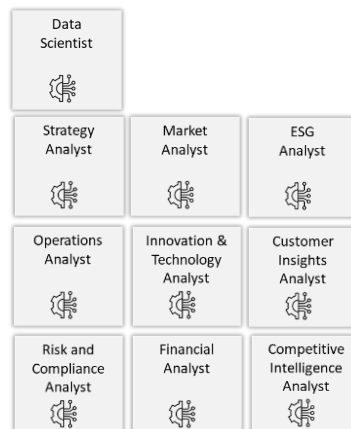 Data
Scientist
Strategy
Analyst
Market
Analyst
ESG
Analyst
Operations
Analyst
Innovation &
Technology
Analyst
Customer
Insights
Analyst
Risk and
Compliance
Analyst
Financial
Analyst
Competitive
Intelligence
Analyst